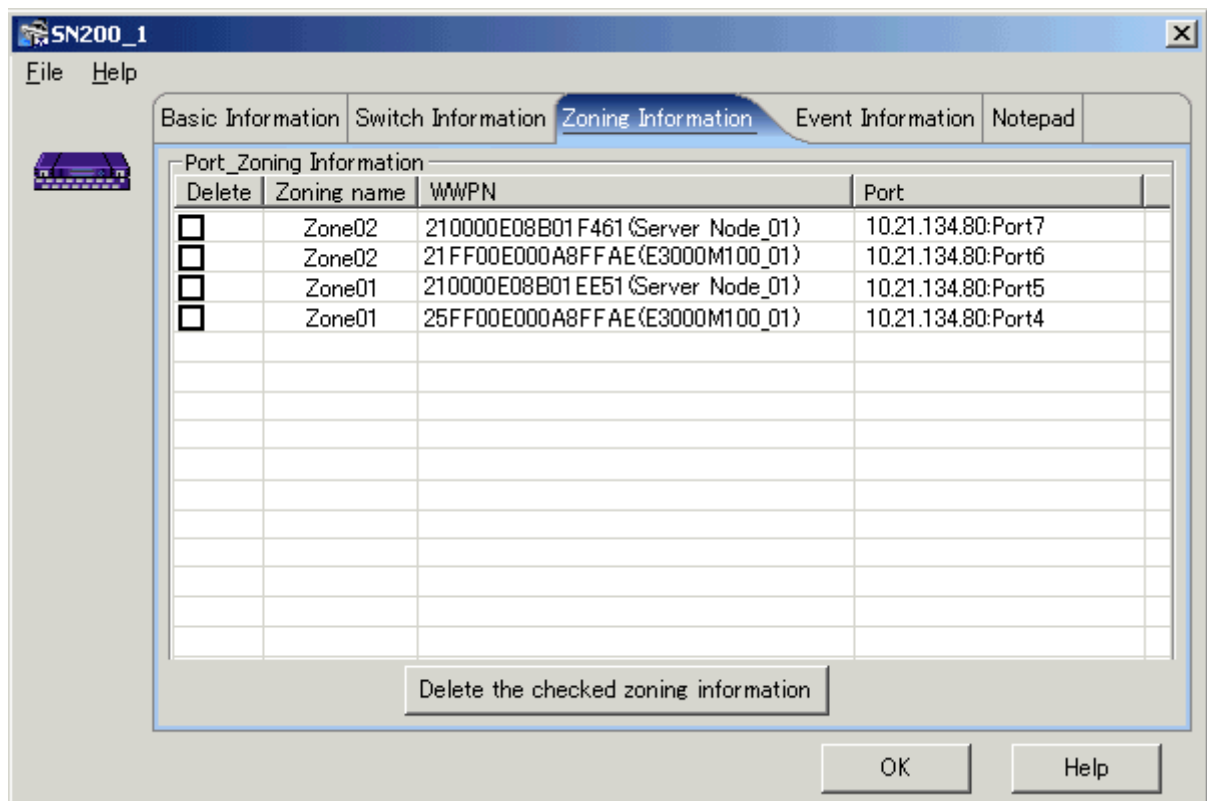 SN200_1
File Help
Basic Information Switch Information Zoning Information Event Information Notepad
Port_Zoning Information
Delete Zoning name WWPN Port
Zone02 210000E08B01F461(Server Node_01) 10.21.134.80:Port7
Zone02 21FF00E000A8FFAE(E3000M100_01) 10.21.134.80:Port6
Zone01 210000E08B01EE51(Server Node_01) 10.21.134.80:Port5
Zone01 25FF00E000A8FFAE(E3000M100_01) 10.21.134.80:Port4
Delete the checked zoning information
OK Help